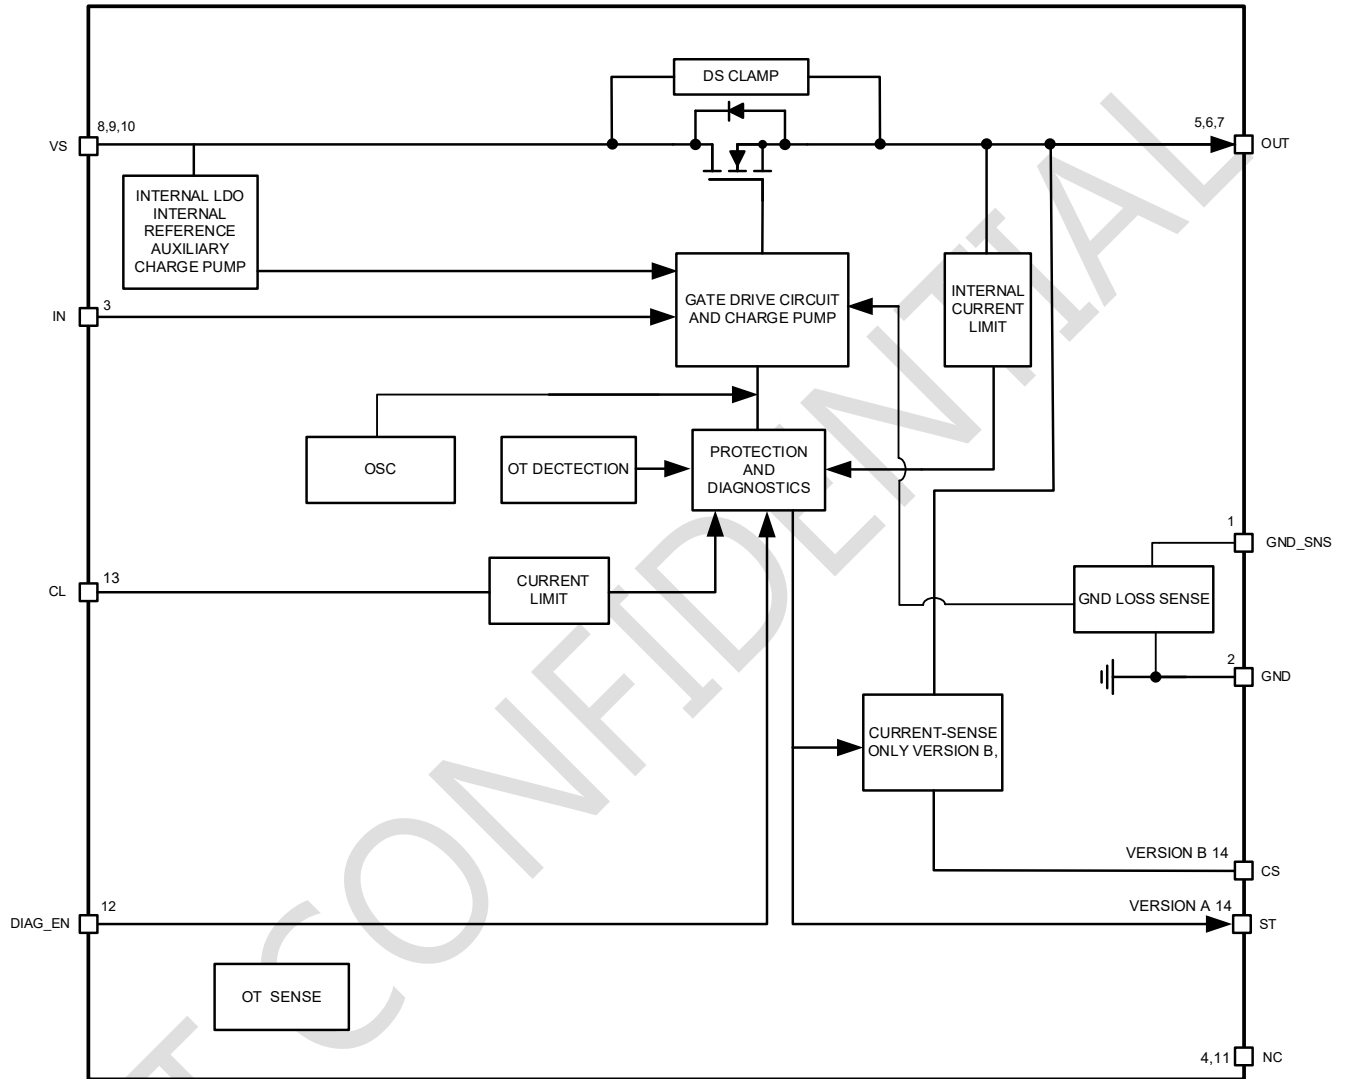 DS CLAMP
8,9,10
5,6,7
VS
OUT
INTERNAL LDO
INTERNAL
REFERENCE
AUXILIARY
CHARGE PUMP
GATE DRIVE CIRCUIT
AND CHARGE PUMP
INTERNAL
CURRENT
LIMIT
3
IN
OSC
OT DECTECTION
PROTECTION
AND
DIAGNOSTICS
1
GND_SNS
13
CL
CURRENT
LIMIT
GND LOSS SENSE
2
GND
CURRENT-SENSE
ONLY VERSION B,
VERSION B 14
CS
12
DIAG_EN
VERSION A 14
ST
OT SENSE
4,11
NC
T CONFIDENTIAL